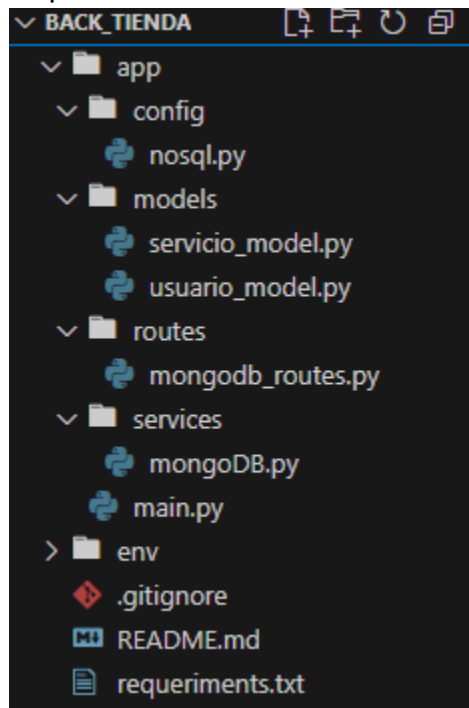 BACK_TIENDA
app
config
nosql.py
models
servicio_model.py
usuario_model.py
routes
mongodb_routes.py
services
mongoDB.py
main.py
env
.gitignore
README.md
requeriments.txt